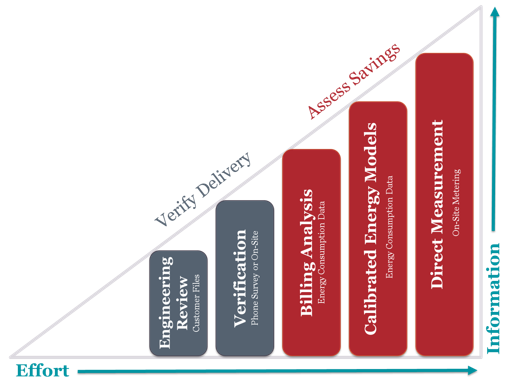 Verify Delivery
Assess Savings
Engineering
Review
Customer Files
Verification
Phone Survey or On-Site
Billing Analysis
Energy Consumption Data
Calibrated Energy Models
Energy Consumption Data
Direct Measurement
On-Site Metering
Information
Effort